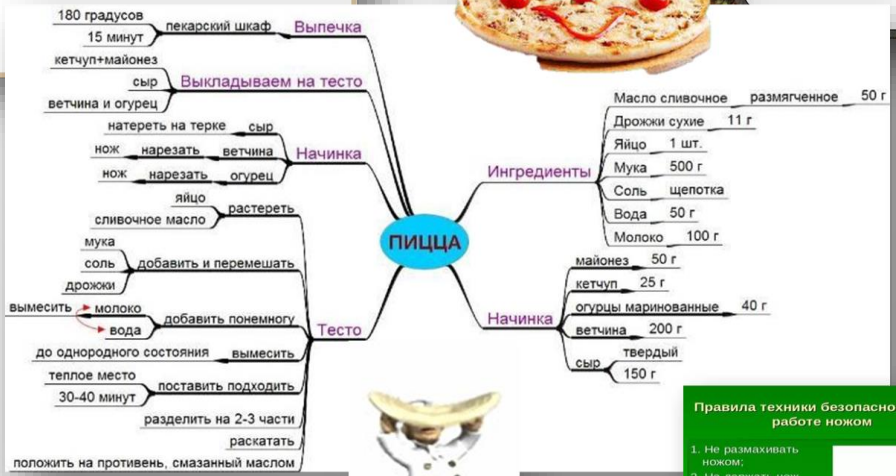 ПИЦЦА
Ингредиенты
Масло сливочное размягченное 50 г
Дрожжи сухие 11 г
Яйцо 1 шт.
Мука 500 г
Соль щепотка
Вода 50 г
Молоко 100 г
Начинка
майонез 50 г
кетчуп 25 г
огурцы маринованные 40 г
ветчина 200 г
сыр
твердый
150 г
Выпечка
пекарский шкаф
180 градусов
15 минут
Выкладываем на тесто
кетчуп+майонез
сыр
ветчина и огурец
Начинка
натереть на терке сыр
нож нарезать ветчина
нож нарезать огурец
Тесто
яйцо
сливочное масло
растереть
мука
соль
дрожжи
добавить и перемешать
вымесить молоко
вода
добавить понемногу
до однородного состояния вымесить
теплое место
30-40 минут
поставить подходить
разделить на 2-3 части
раскатать
положить на противень, смазанный маслом
Правила техники
работе ножом
1. Не размахивать
ножом;